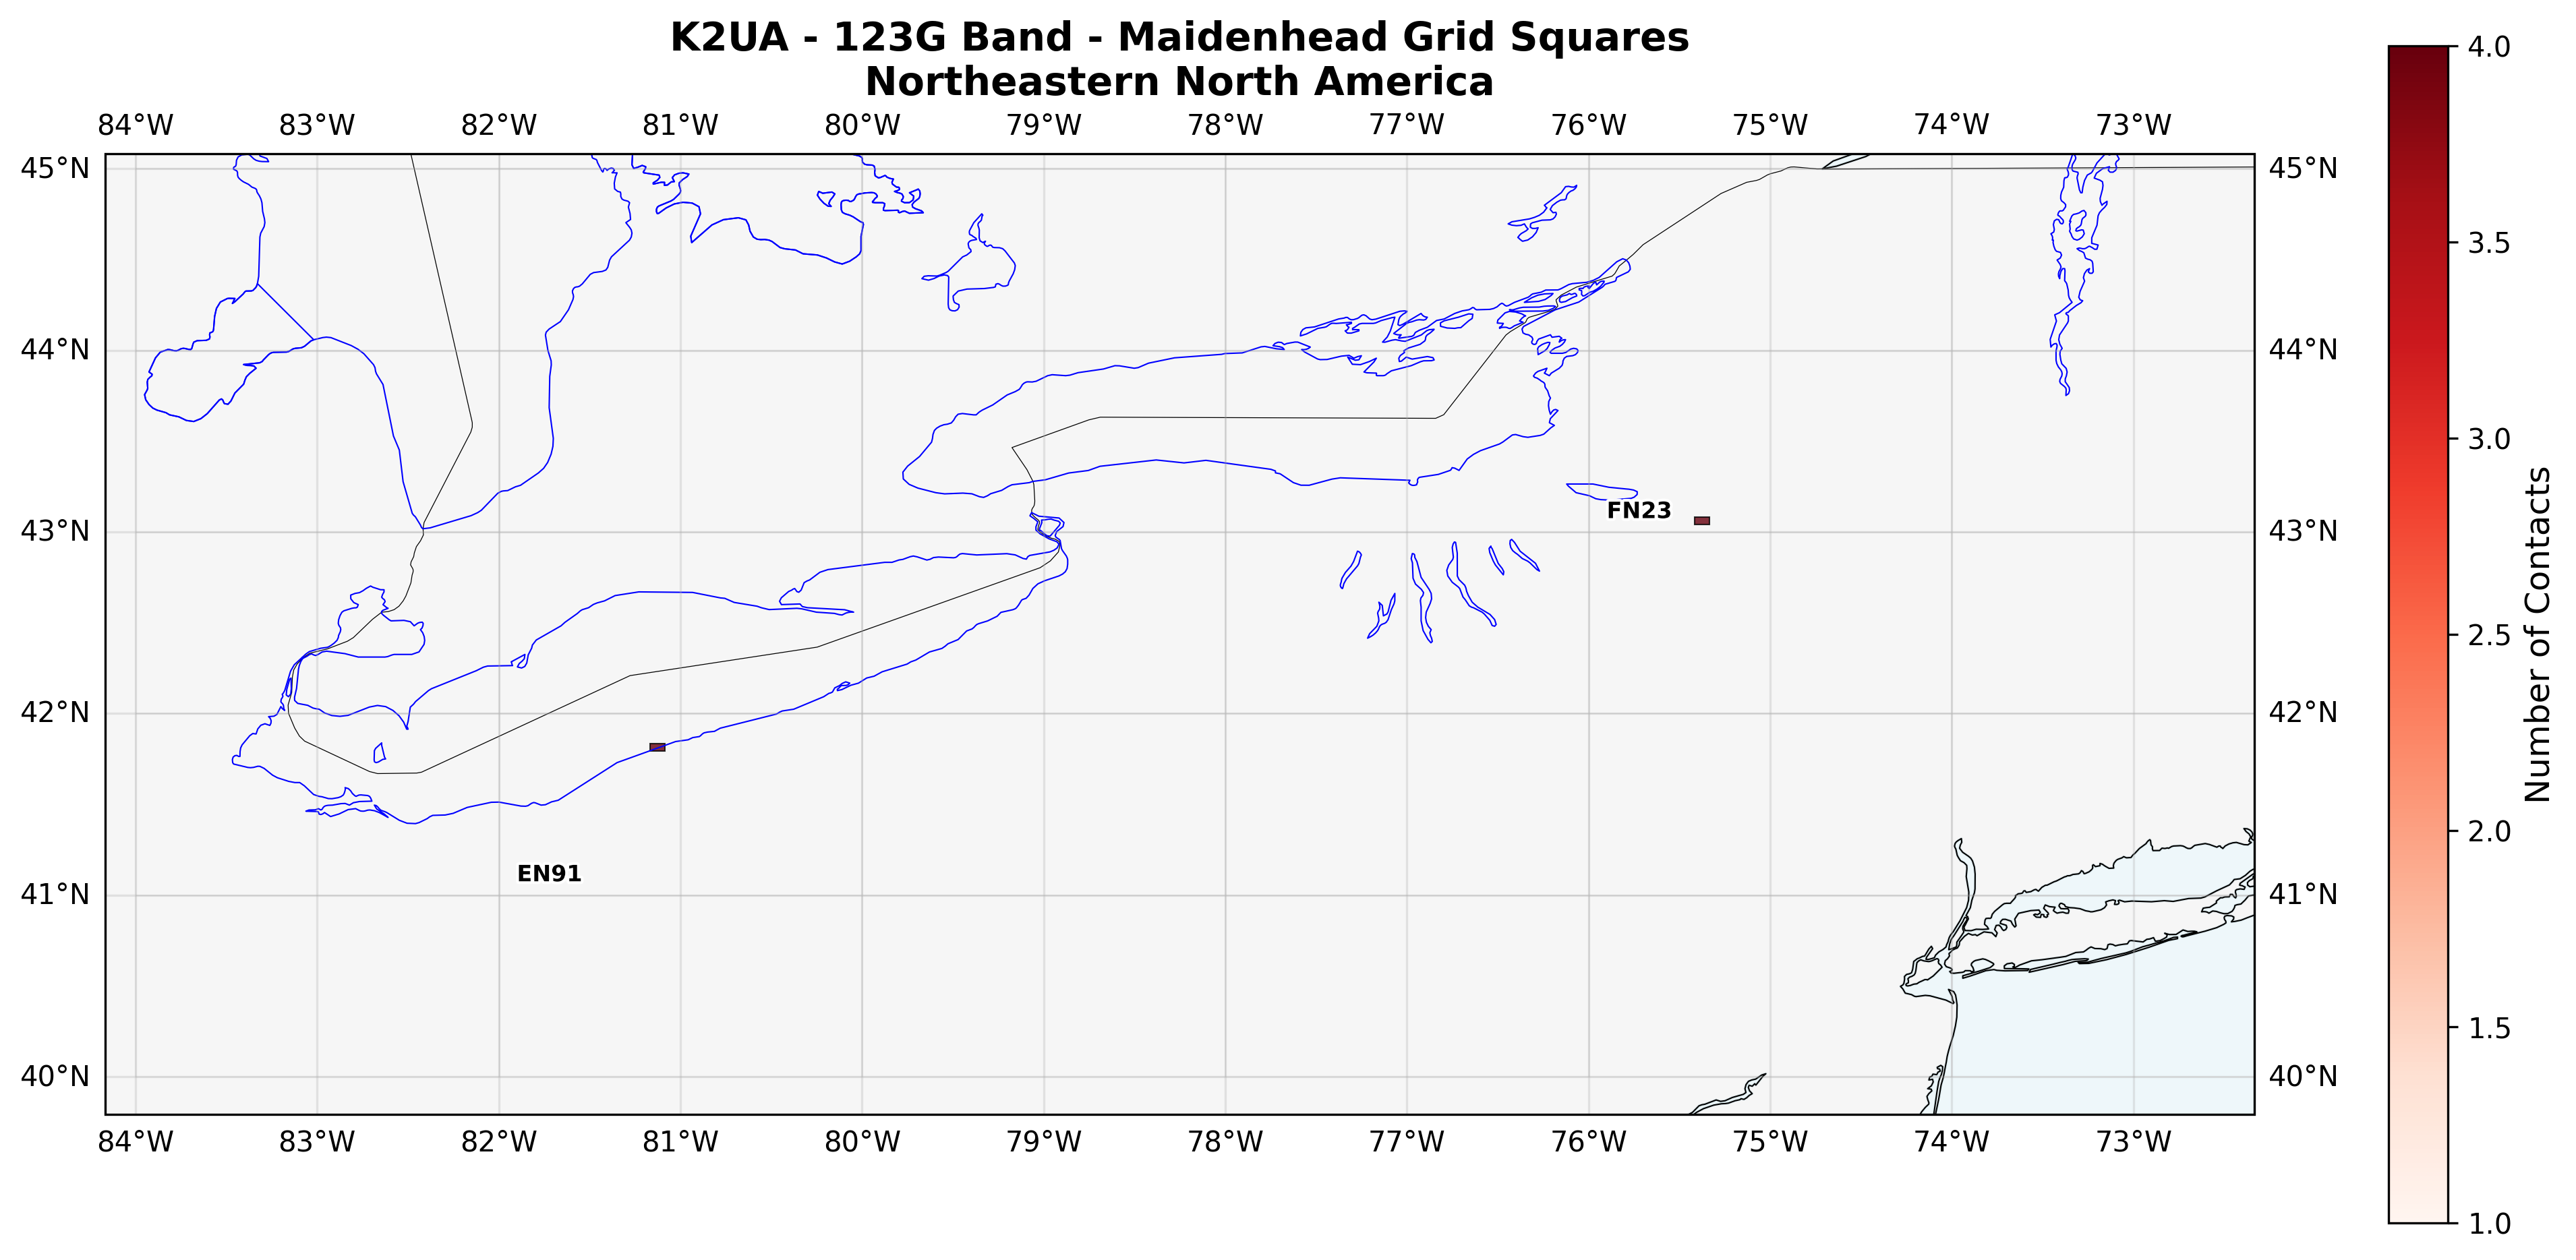 K2UA - 123G Band - Maidenhead Grid Squares
Northeastern North America
84°W 83°W 82°W 81°W 80°W 79°W 78°W 77°W 76°W 75°W 74°W 73°W
45°N 45°N
44°N 44°N
43°N 43°N
42°N 42°N
41°N 41°N
40°N 40°N
FN23
EN91
84°W 83°W 82°W 81°W 80°W 79°W 78°W 77°W 76°W 75°W 74°W 73°W
4.0
3.5
3.0
2.5
2.0
1.5
1.0
Number of Contacts